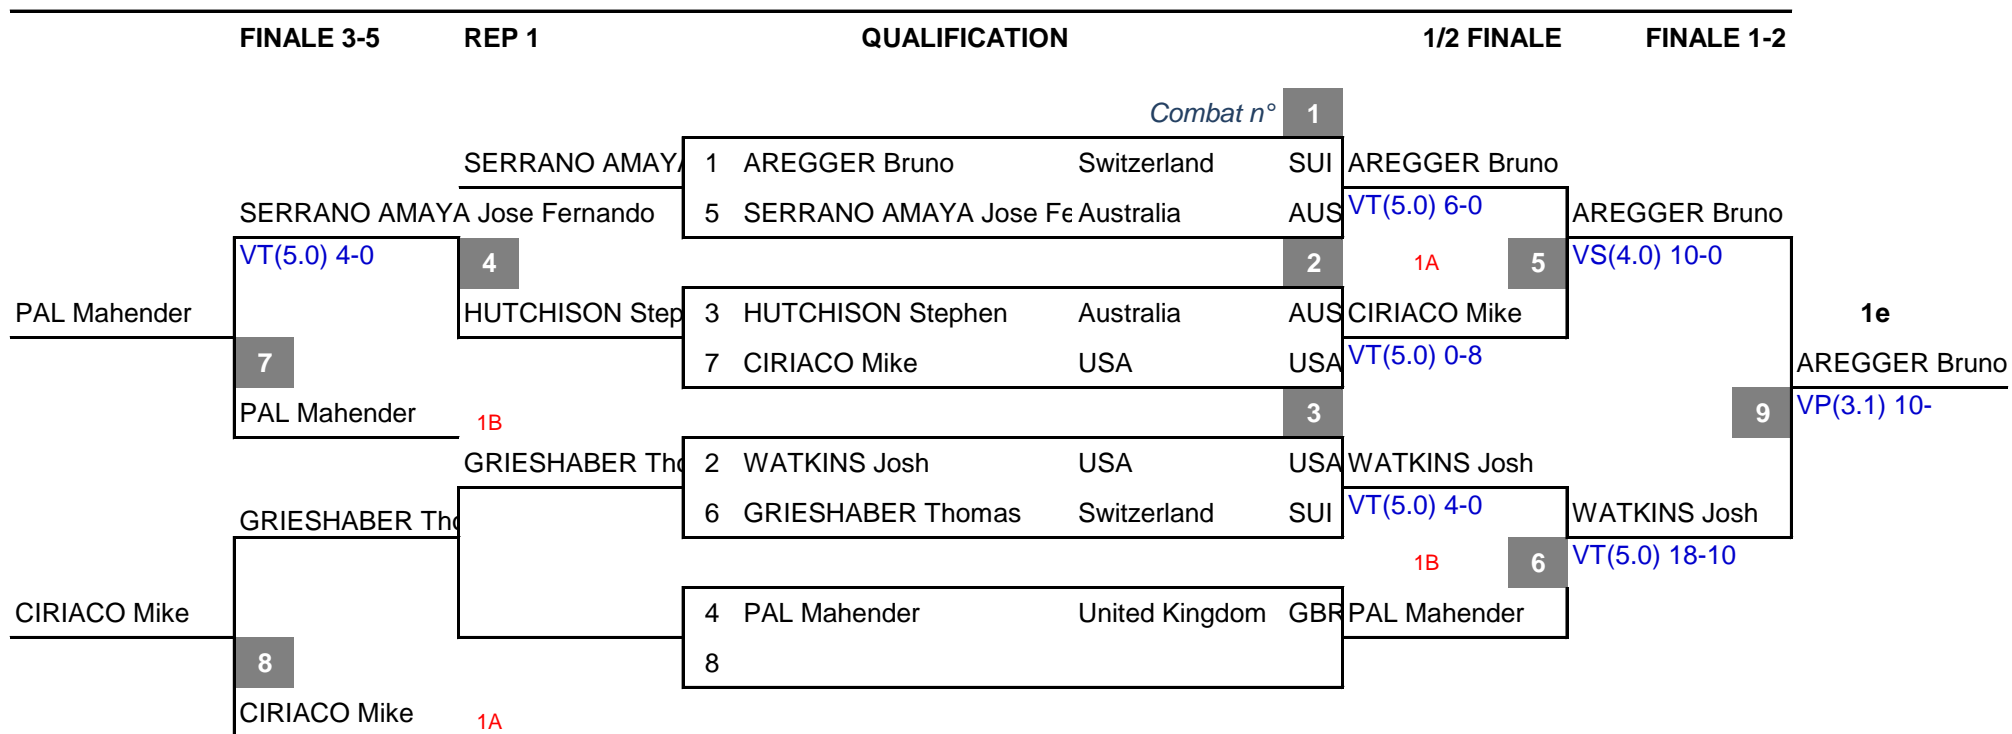 FINALE 3-5 REP 1 QUALIFICATION 1/2 FINALE FINALE 1-2
Combat n° 1
SERRANO AMAYA 1 AREGGER Bruno Switzerland SUI AREGGER Bruno
SERRANO AMAYA Jose Fernando 5 SERRANO AMAYA Jose Fe Australia AUS VT(5.0) 6-0 AREGGER Bruno
VT(5.0) 4-0 4 2 1A 5 VS(4.0) 10-0
PAL Mahender HUTCHISON Step 3 HUTCHISON Stephen Australia AUS CIRIACO Mike 1e
7 7 CIRIACO Mike USA USA VT(5.0) 0-8 AREGGER Bruno
PAL Mahender 1B 3 9 VP(3.1) 10-
GRIESHABER Tho 2 WATKINS Josh USA USA WATKINS Josh
GRIESHABER Tho 6 GRIESHABER Thomas Switzerland SUI VT(5.0) 4-0 WATKINS Josh
1B 6 VT(5.0) 18-10
CIRIACO Mike 4 PAL Mahender United Kingdom GBR PAL Mahender
8 8
CIRIACO Mike 1A